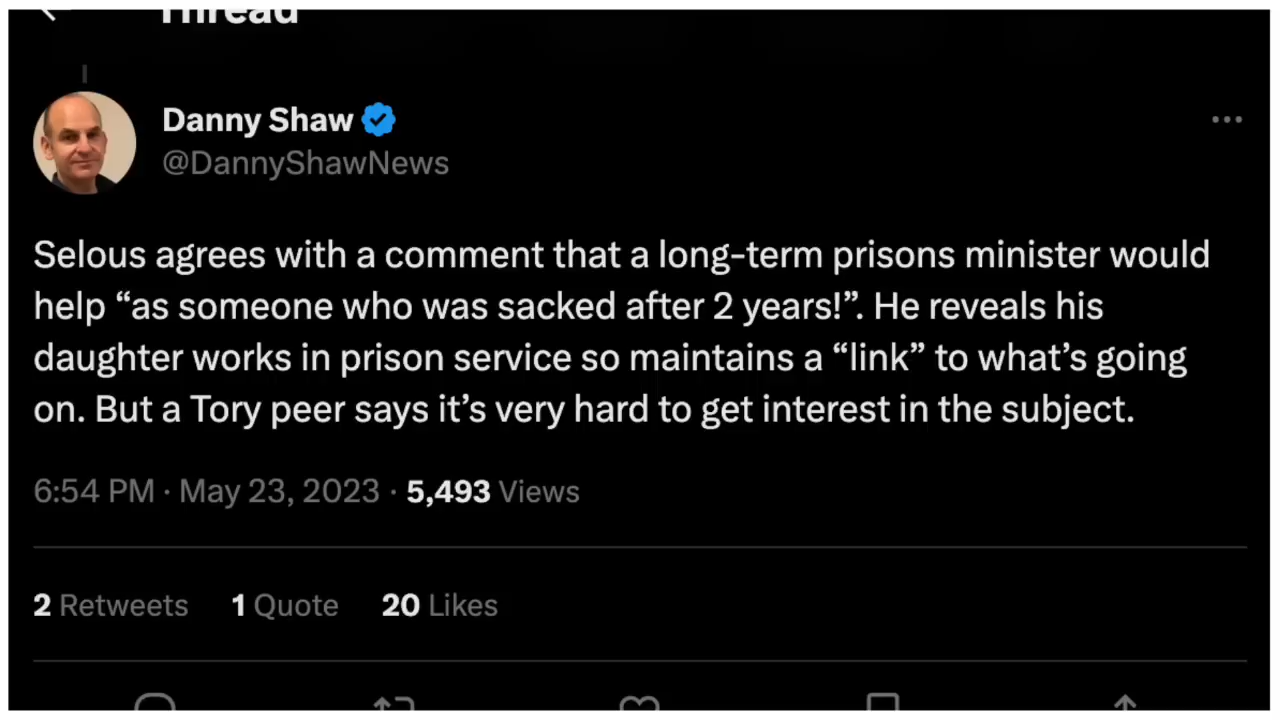 Thread
Danny Shaw
@DannyShawNews
Selous agrees with a comment that a long-term prisons minister would
help “as someone who was sacked after 2 years!”. He reveals his
daughter works in prison service so maintains a “link” to what’s going
on. But a Tory peer says it’s very hard to get interest in the subject.
6:54 PM · May 23, 2023 · 5,493 Views
2 Retweets 1 Quote 20 Likes